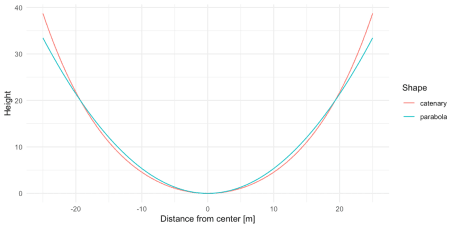 40
30
20
10
0
Height
-20 -10 0 10 20
Distance from center [m]
Shape
catenary
parabola